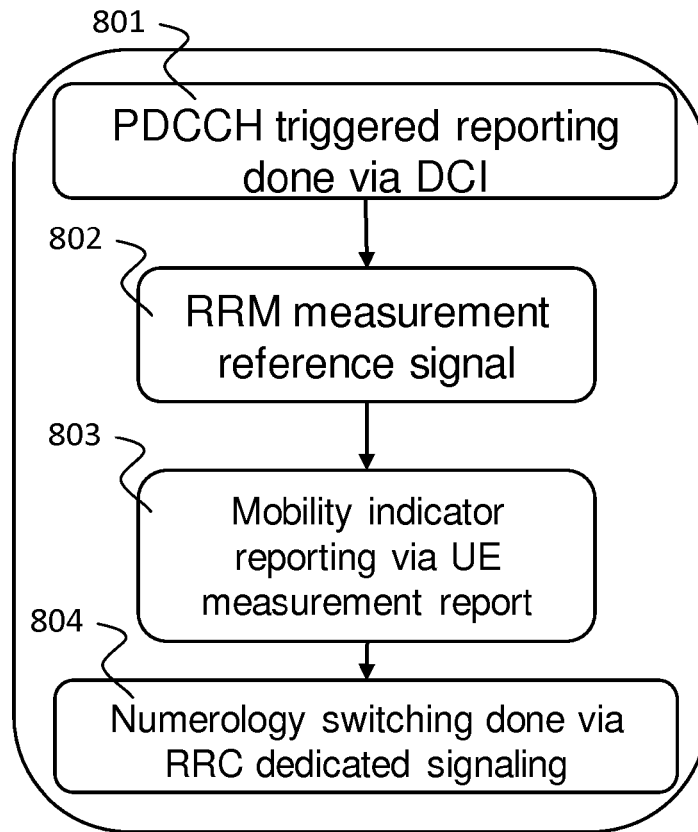 801
PDCCH triggered reporting
done via DCI
802
RRM measurement
reference signal
803
Mobility indicator
reporting via UE
measurement report
804
Numerology switching done via
RRC dedicated signaling